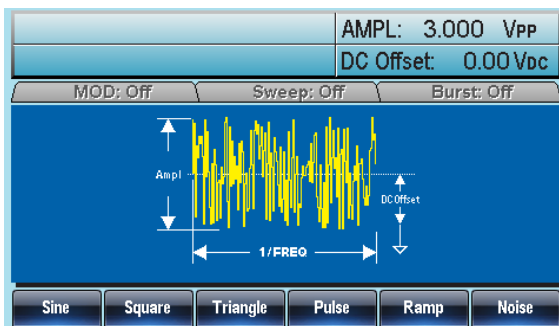 AMPL: 3.000 VPP
DC Offset: 0.00 VDC
MOD: Off Sweep: Off Burst: Off
Ampl
DC Offset
1/FREQ
Sine Square Triangle Pulse Ramp Noise